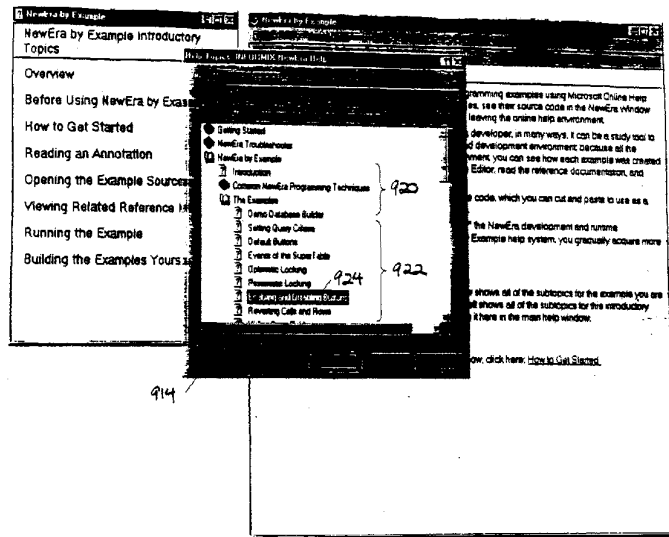 NewEra by Example
NewEra by Example Introductory
Topics
Overview
Before Using NewEra by Exam
How to Get Started
Reading an Annotation
Opening the Example Sources
Viewing Related Reference
Running the Example
Building the Examples Yours
NewEra by Example
Help Topics: INFORMIX-NewEra Help
Getting Started
NewEra Troubleshooter
NewEra by Example
Introduction
Common NewEra Programming Techniques
The Examples
Demo Database Builder
Setting Query Criteria
Default Buttons
Events of the SuperTable
Optimistic Locking
Pessimistic Locking
Enabling and Disabling Buttons
Reverting Cells and Rows
920
922
924
914
gramming examples using Microsoft Online Help
es, see their source code in the NewEra Window
leaving the online help environment.
developer, in many ways, it can be a study tool to
d development environment because all the
nment, you can see how each example was created
Editor, read the reference documentation, and
code, which you can cut and paste to use as a
the NewEra development and runtime
Example help system, you gradually acquire more
shows all of the subtopics for the example you are
it shows all of the subtopics for this introductory
it here in the main help window.
ow, click here: How to Get Started